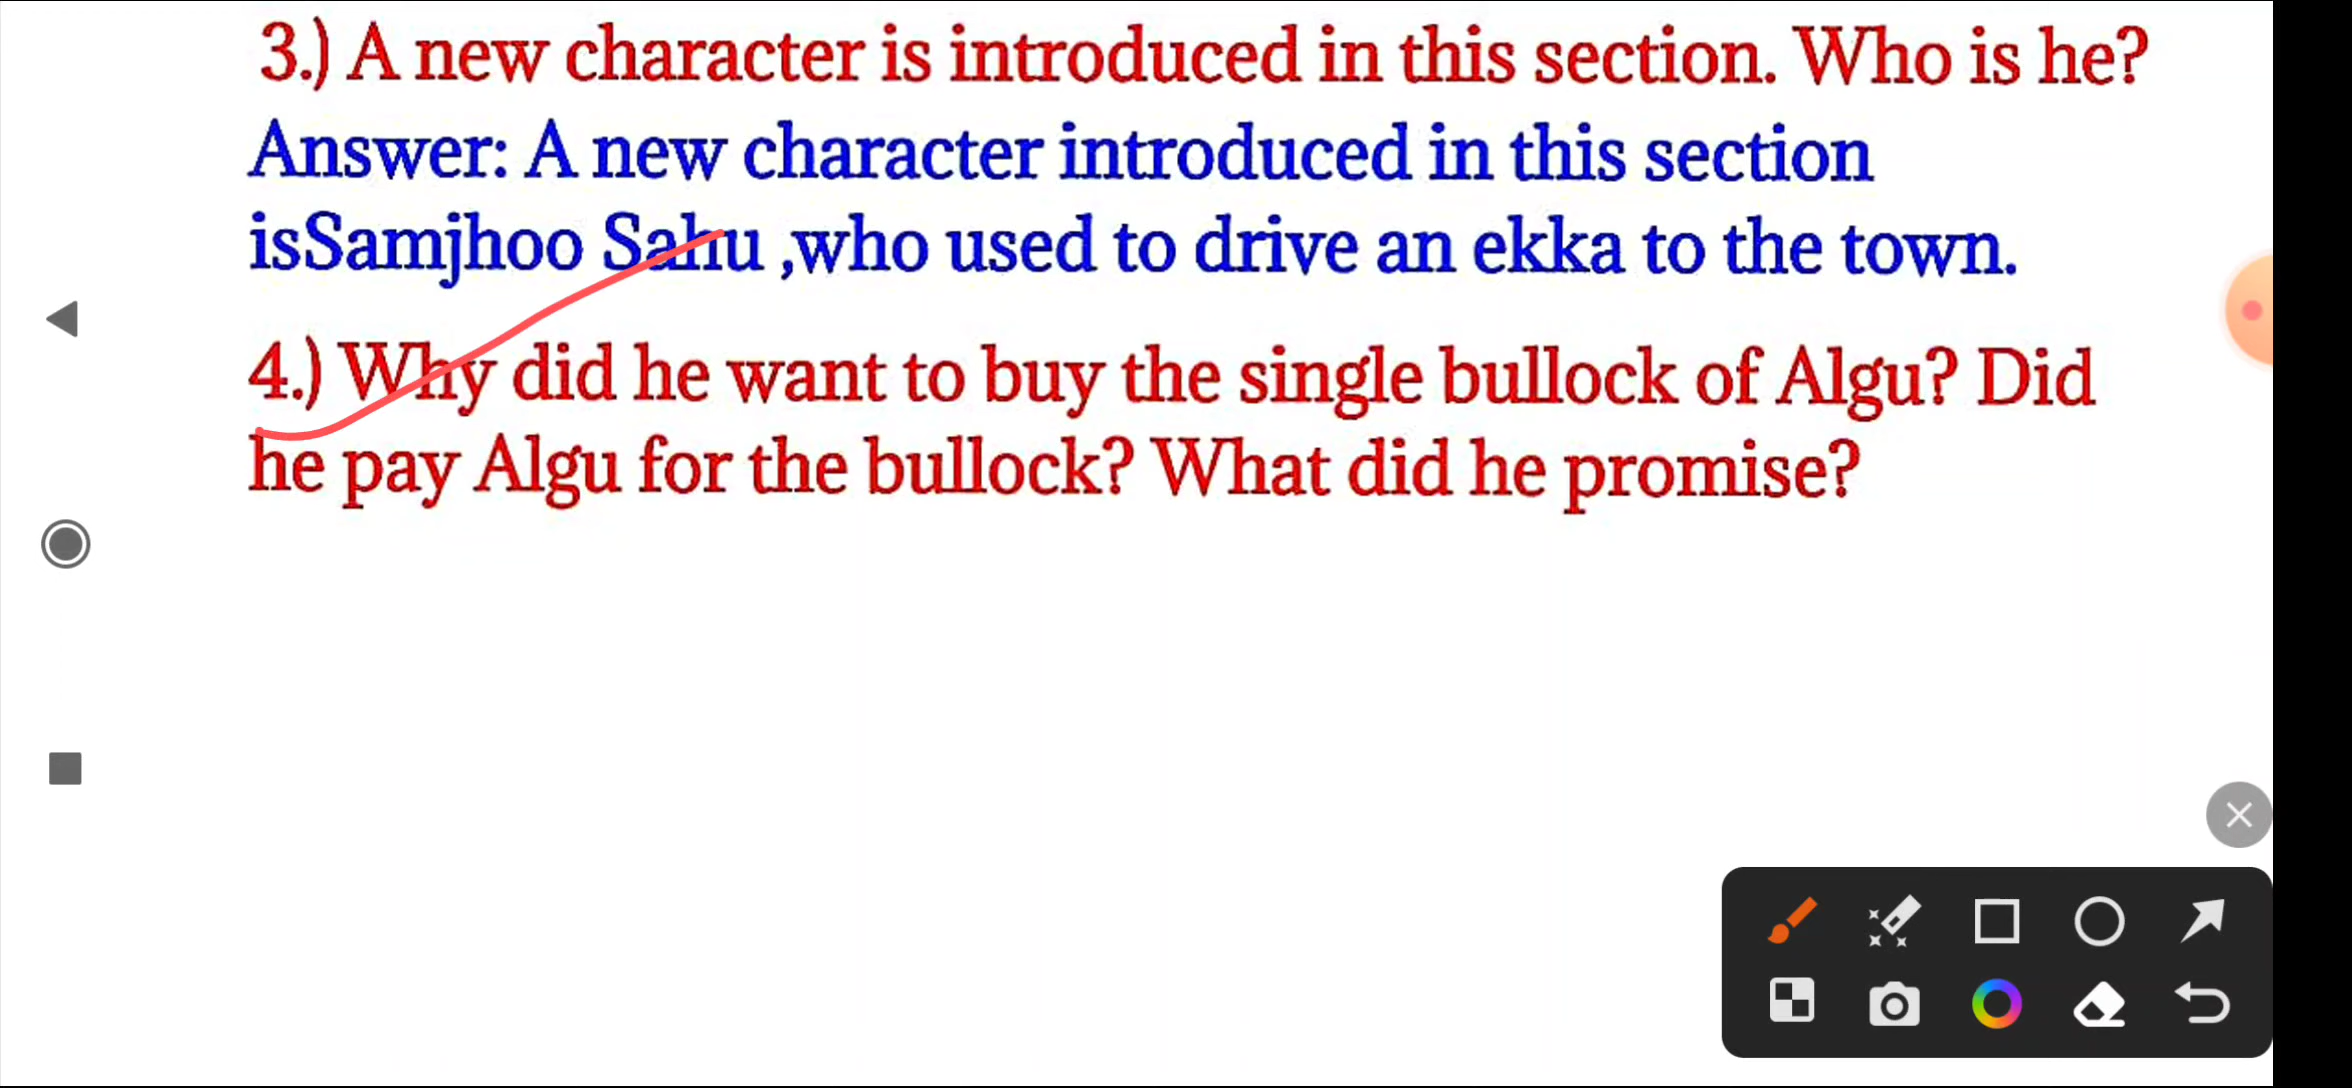 3.) A new character is introduced in this section. Who is he?
Answer: A new character introduced in this section
isSamjhoo Sahu ,who used to drive an ekka to the town.
4.) Why did he want to buy the single bullock of Algu? Did
he pay Algu for the bullock? What did he promise?